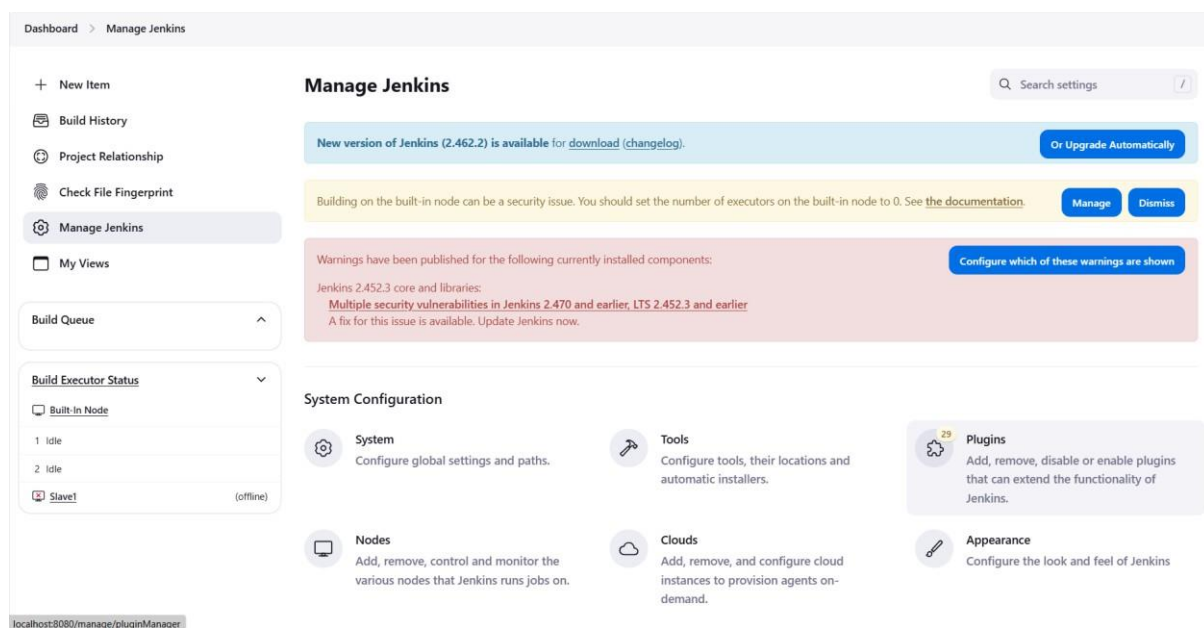 Dashboard > Manage Jenkins
+ New Item
Build History
Project Relationship
Check File Fingerprint
Manage Jenkins
My Views
Build Queue
Build Executor Status
Built-In Node
1 Idle
2 Idle
Slave1 (offline)
Manage Jenkins
Search settings /
New version of Jenkins (2.462.2) is available for download (changelog).
Or Upgrade Automatically
Building on the built-in node can be a security issue. You should set the number of executors on the built-in node to 0. See the documentation.
Manage
Dismiss
Warnings have been published for the following currently installed components:
Configure which of these warnings are shown
Jenkins 2.452.3 core and libraries:
Multiple security vulnerabilities in Jenkins 2.470 and earlier, LTS 2.452.3 and earlier
A fix for this issue is available. Update Jenkins now.
System Configuration
System
Configure global settings and paths.
Tools
Configure tools, their locations and
automatic installers.
29
Plugins
Add, remove, disable or enable plugins
that can extend the functionality of
Jenkins.
Nodes
Add, remove, control and monitor the
various nodes that Jenkins runs jobs on.
Clouds
Add, remove, and configure cloud
instances to provision agents on-
demand.
Appearance
Configure the look and feel of Jenkins
localhost:8080/manage/pluginManager